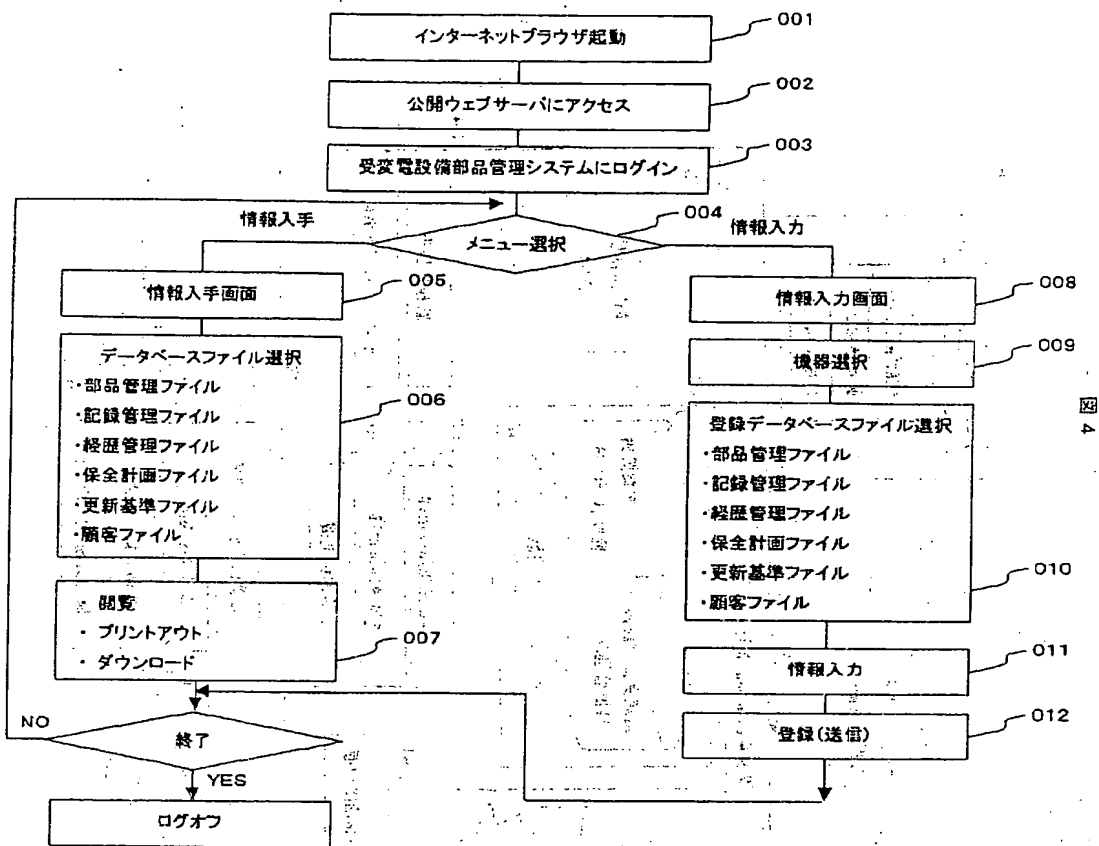 インターネットブラウザ起動
001
公開ウェブサーバにアクセス
002
受変電設備部品管理システムにログイン
003
メニュー選択
004
情報入手
情報入力
情報入手画面
005
データベースファイル選択
・部品管理ファイル
・記録管理ファイル
・経歴管理ファイル
・保全計画ファイル
・更新基準ファイル
・顧客ファイル
006
・ 閲覧
・ プリントアウト
・ ダウンロード
007
終了
NO
YES
ログオフ
情報入力画面
008
機器選択
009
登録データベースファイル選択
・部品管理ファイル
・記録管理ファイル
・経歴管理ファイル
・保全計画ファイル
・更新基準ファイル
・顧客ファイル
010
情報入力
011
登録(送信)
012
図4